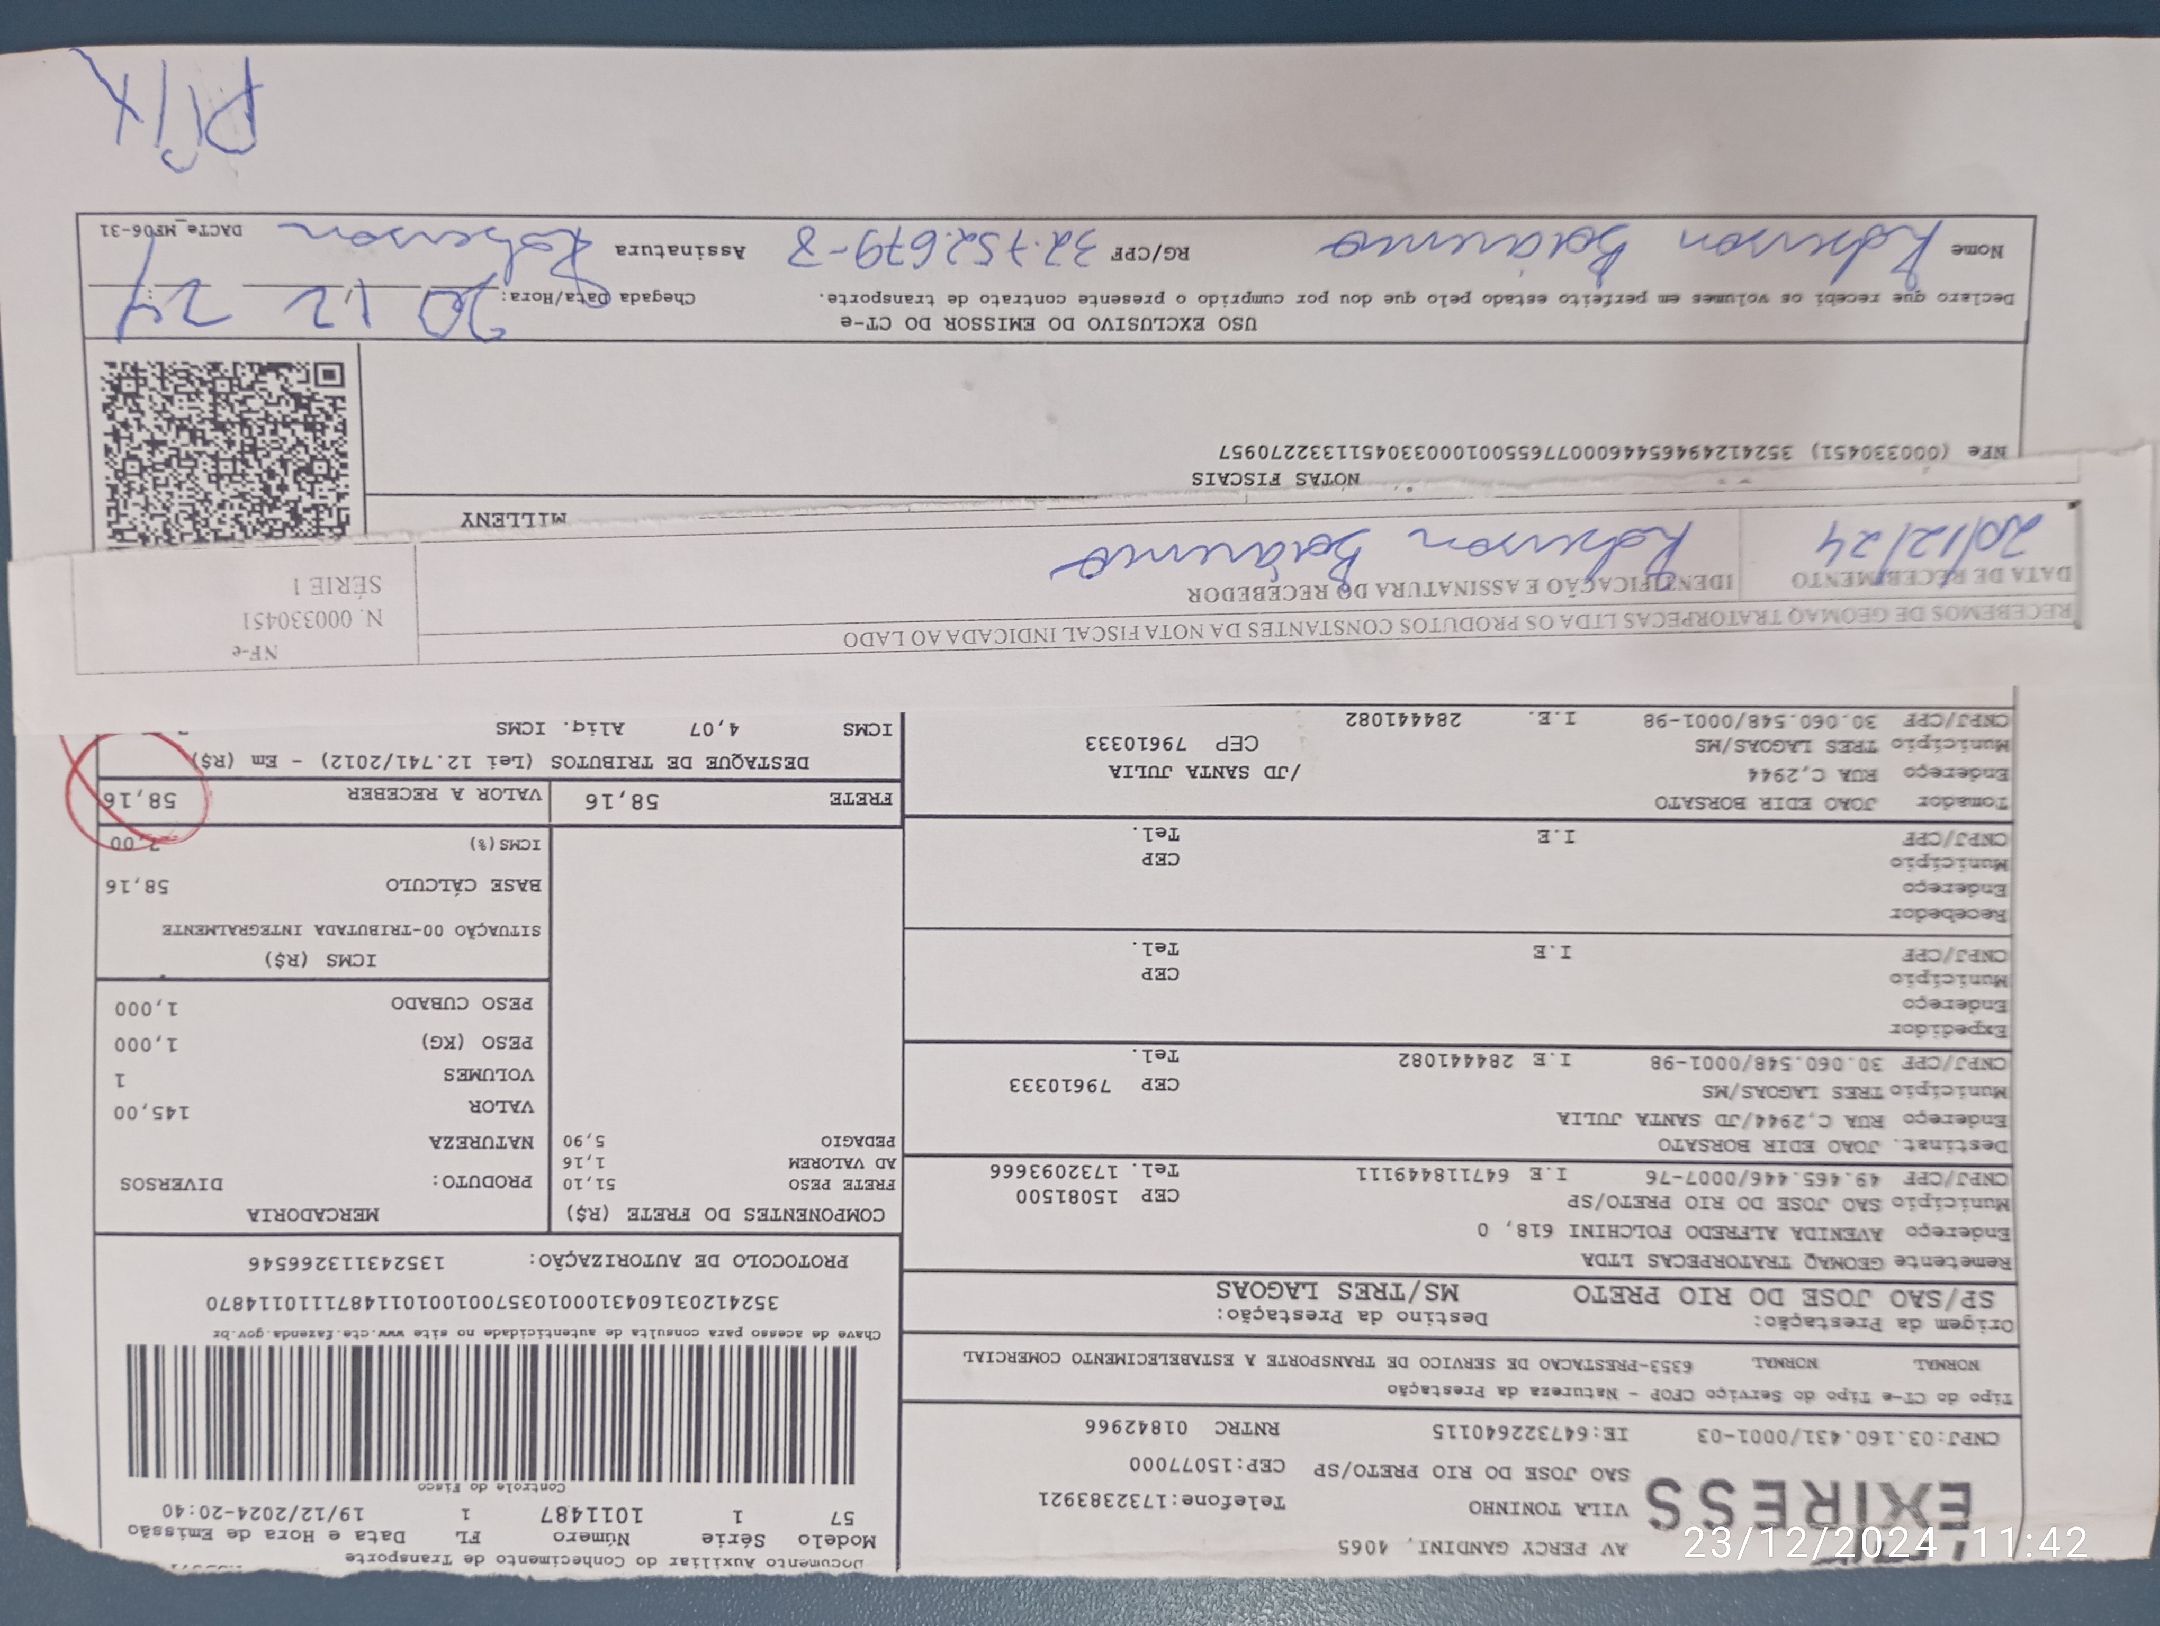 Documento Auxiliar do Conhecimento de Transporte
Modelo Série Número FL Data e Hora de Emissão
57 1 1011487 1 19/12/2024-20:40
Controle do Fisco
Chave de acesso para consulta de autenticidade no site www.cte.fazenda.gov.br
352412031604310001035700100101148711110114870
PROTOCOLO DE AUTORIZAÇÃO: 135243113266546
EXIRESS
AV PERCY GANDINI, 4065
VILA TONINHO Telefone:1732383921
SAO JOSE DO RIO PRETO/SP CEP:15077000
CNPJ:03.160.431/0001-03 IE:647322640115 RNTRC 01842966
Tipo do CT-e Tipo do Serviço CFOP - Natureza da Prestação
NORMAL NORMAL 6353-PRESTACAO DE SERVICO DE TRANSPORTE A ESTABELECIMENTO COMERCIAL
Origem da Prestação: Destino da Prestação:
SP/SAO JOSE DO RIO PRETO MS/TRES LAGOAS
Remetente GEOMAQ TRATORPECAS LTDA
Endereço AVENIDA ALFREDO FOLCHINI 618, 0
Município SAO JOSE DO RIO PRETO/SP CEP 15081500
CNPJ/CPF 49.465.446/0007-76 I.E 647118449111 Tel. 1732093666
Destinat. JOAO EDIR BORSATO
Endereço RUA C,2944/JD SANTA JULIA
Município TRES LAGOAS/MS CEP 79610333
CNPJ/CPF 30.060.548/0001-98 I.E 284441082 Tel.
Expedidor
Endereço
Município CEP
CNPJ/CPF I.E Tel.
Recebedor
Endereço
Município CEP
CNPJ/CPF I.E Tel.
Tomador JOAO EDIR BORSATO
Endereço RUA C,2944 /JD SANTA JULIA
Município TRES LAGOAS/MS CEP 79610333
CNPJ/CPF 30.060.548/0001-98 I.E. 284441082
COMPONENTES DO FRETE (R$)
FRETE PESO 51,10
AD VALOREM 1,16
PEDAGIO 5,90
FRETE 58,16
MERCADORIA
PRODUTO: DIVERSOS
NATUREZA
VALOR 145,00
VOLUMES 1
PESO (KG) 1,000
PESO CUBADO 1,000
ICMS (R$)
SITUAÇÃO 00-TRIBUTADA INTEGRALMENTE
BASE CÁLCULO 58,16
ICMS(%) 7,00
VALOR A RECEBER 58,16
DESTAQUE DE TRIBUTOS (Lei 12.741/2012) - Em (R$)
ICMS 4,07 Aliq. ICMS
RECEBEMOS DE GEOMAQ TRATORPECAS LTDA OS PRODUTOS CONSTANTES DA NOTA FISCAL INDICADA AO LADO
DATA DE RECEBIMENTO IDENTIFICAÇÃO E ASSINATURA DO RECEBEDOR
20/12/24
NF-e
N. 000330451
SÉRIE 1
MILLENY
NOTAS FISCAIS
NFe (000330451) 35241249465446000776550010003304511332270957
USO EXCLUSIVO DO EMISSOR DO CT-e
Declaro que recebi os volumes em perfeito estado pelo que dou por cumprido o presente contrato de transporte.
Chegada Data/Hora: 20 12 24
Nome RG/CPF 32.752.679-8 Assinatura
DACTe_MF06-31
Pix
23/12/2024 11:42